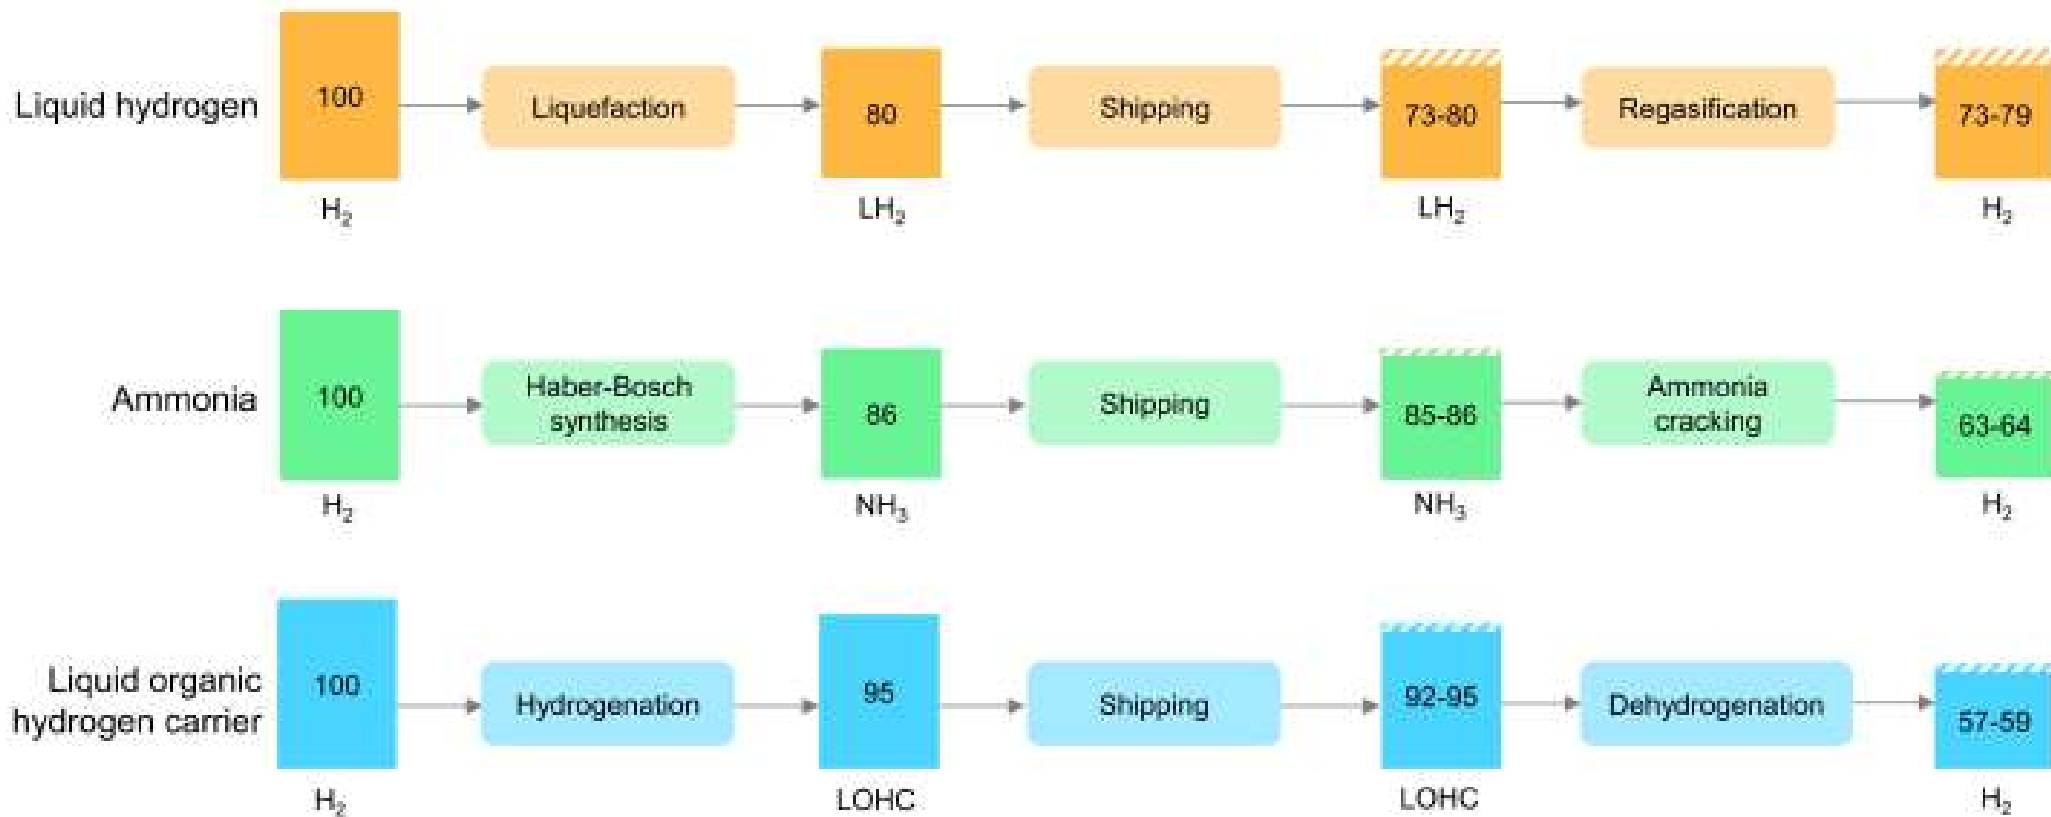 Liquid hydrogen
100
Liquefaction
80
Shipping
73-80
Regasification
73-79
H₂
LH₂
LH₂
H₂
Ammonia
100
Haber-Bosch
synthesis
86
Shipping
85-86
Ammonia
cracking
63-64
H₂
NH₃
NH₃
H₂
Liquid organic
hydrogen carrier
100
Hydrogenation
95
Shipping
92-95
Dehydrogenation
57-59
H₂
LOHC
LOHC
H₂